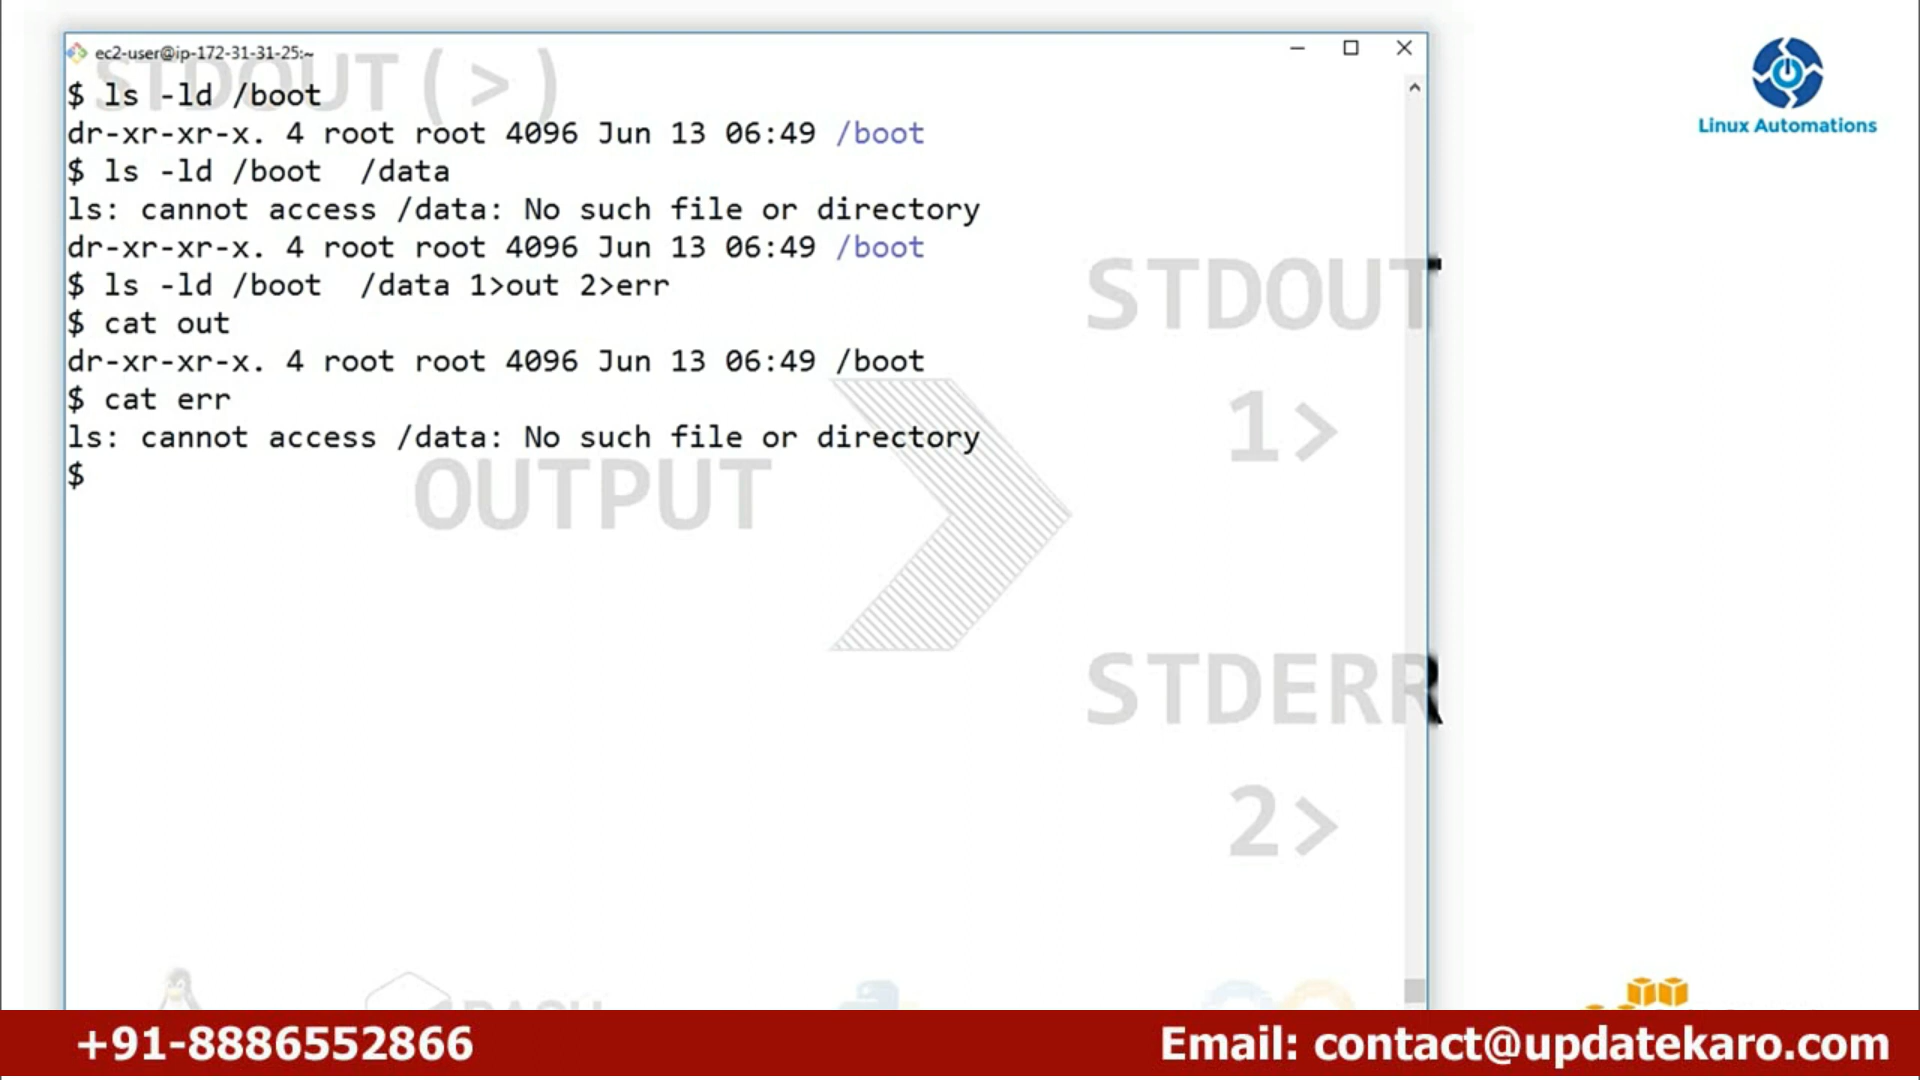 ec2-user@ip-172-31-31-25:~
STDOUT ( > )
$ ls -ld /boot
dr-xr-xr-x. 4 root root 4096 Jun 13 06:49 /boot
$ ls -ld /boot  /data
ls: cannot access /data: No such file or directory
dr-xr-xr-x. 4 root root 4096 Jun 13 06:49 /boot
$ ls -ld /boot  /data 1>out 2>err
$ cat out
dr-xr-xr-x. 4 root root 4096 Jun 13 06:49 /boot
$ cat err
ls: cannot access /data: No such file or directory
$
Linux Automations
STDOUT
1>
OUTPUT
STDERR
2>
BASH
+91-8886552866
Email: contact@updatekaro.com